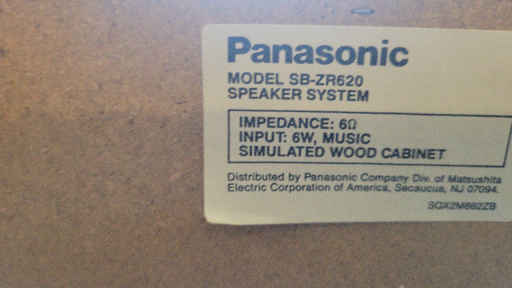 Panasonic
MODEL SB-ZR620
SPEAKER SYSTEM
IMPEDANCE: 6Ω
INPUT: 6W, MUSIC
SIMULATED WOOD CABINET
Distributed by Panasonic Company Div. of Matsushita
Electric Corporation of America, Secaucus, NJ 07094.